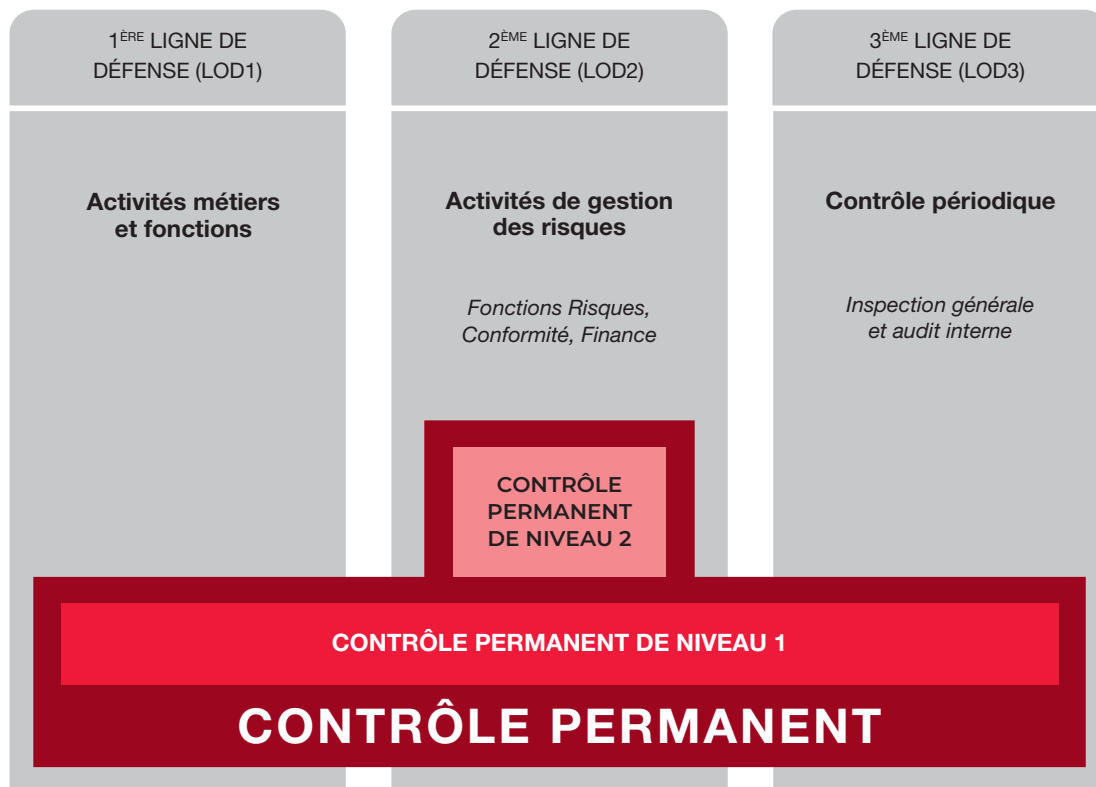 1ÈRE LIGNE DE
DÉFENSE (LOD1)
Activités métiers
et fonctions
2ÈME LIGNE DE
DÉFENSE (LOD2)
Activités de gestion
des risques
Fonctions Risques,
Conformité, Finance
3ÈME LIGNE DE
DÉFENSE (LOD3)
Contrôle périodique
Inspection générale
et audit interne
CONTRÔLE
PERMANENT
DE NIVEAU 2
CONTRÔLE PERMANENT DE NIVEAU 1
CONTRÔLE PERMANENT